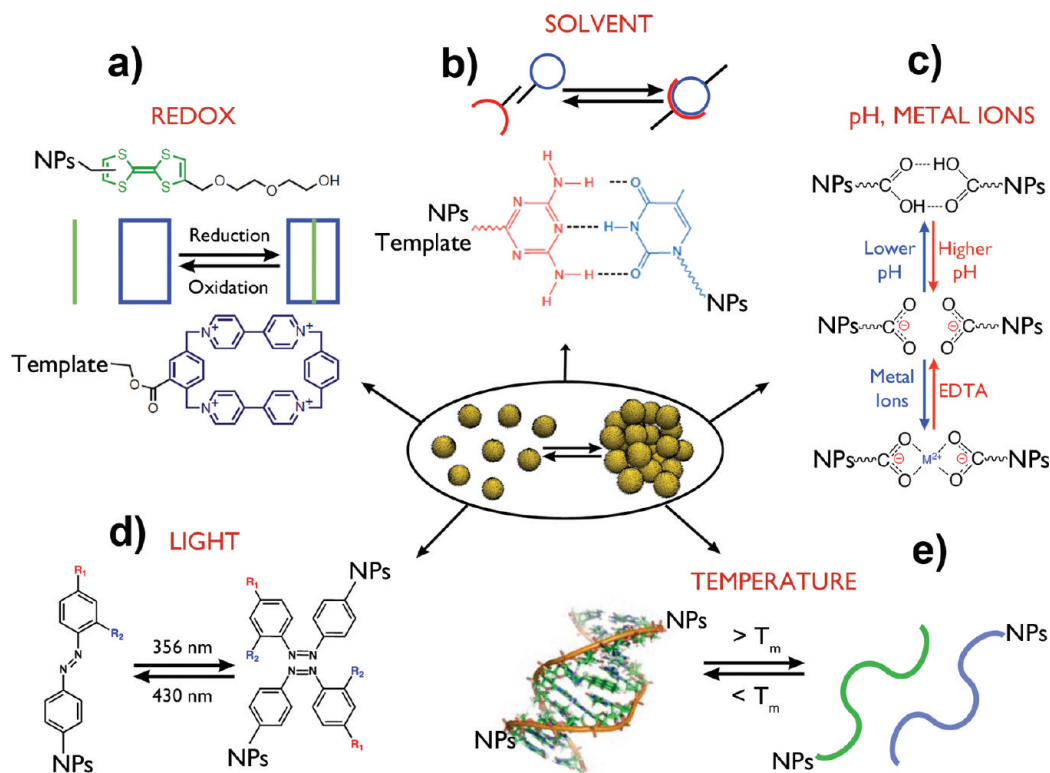 a)
REDOX
NPs
S
S
S
S
O
O
OH
Reduction
Oxidation
Template
O
O
N+
N+
N+
N+
b)
SOLVENT
NPs
Template
N
N
N
N
H
H
N
H
H
O
H
N
O
N
NPs
c)
pH, METAL IONS
NPs
O
HO
OH
O
NPs
Lower
pH
Higher
pH
NPs
O
O
O
O
NPs
Metal
Ions
EDTA
NPs
O
O
M2+
O
O
NPs
d)
LIGHT
R1
R2
N
N
NPs
356 nm
430 nm
R1
R2
NPs
N
N
N
N
R2
R1
NPs
e)
TEMPERATURE
NPs
NPs
> Tm
< Tm
NPs
NPs